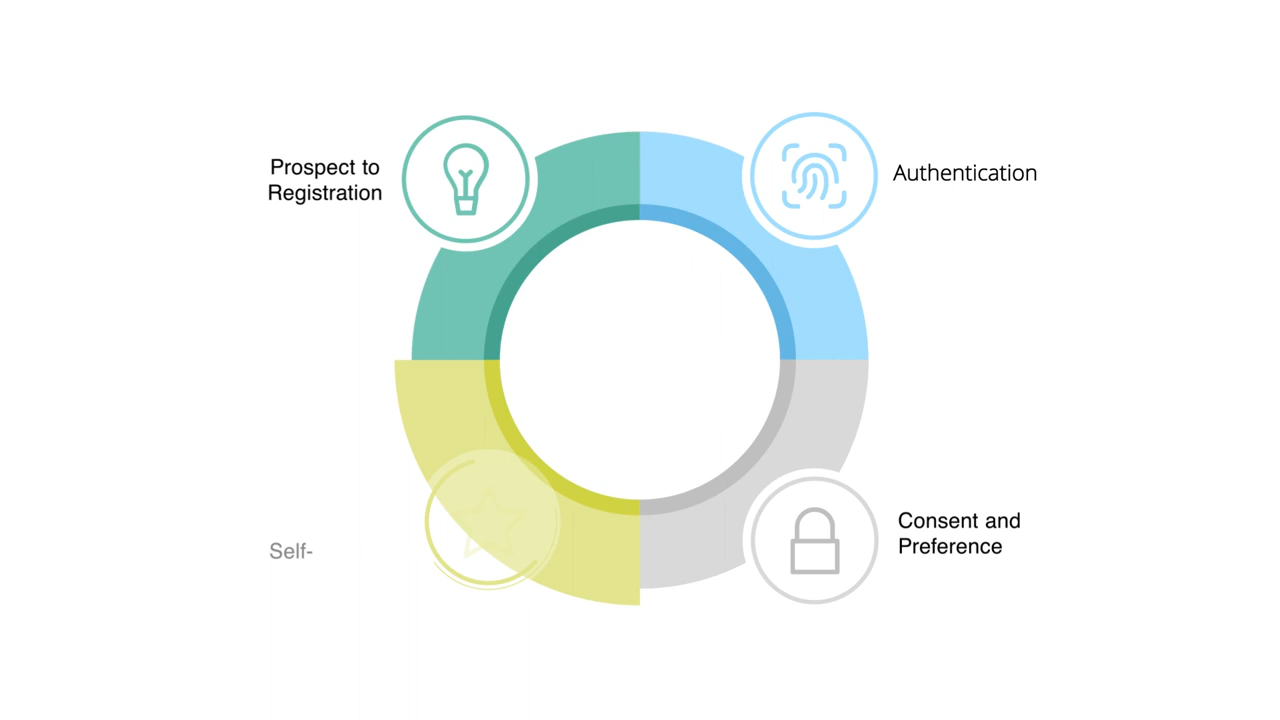 Prospect to
Registration
Authentication
Consent and
Preference
Self-